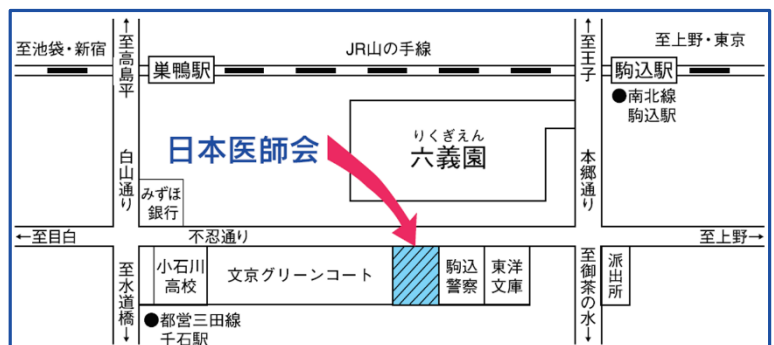 至池袋・新宿
↑至高島平
巣鴨駅
JR山の手線
↑至王子
至上野・東京
駒込駅
●南北線
駒込駅
りくぎえん
六義園
日本医師会
白山通り
本郷通り
みずほ
銀行
←至目白
不忍通り
至上野→
至水道橋↓
小石川
高校
文京グリーンコート
駒込
警察
東洋
文庫
至御茶の水↓
派出所
●都営三田線
千石駅